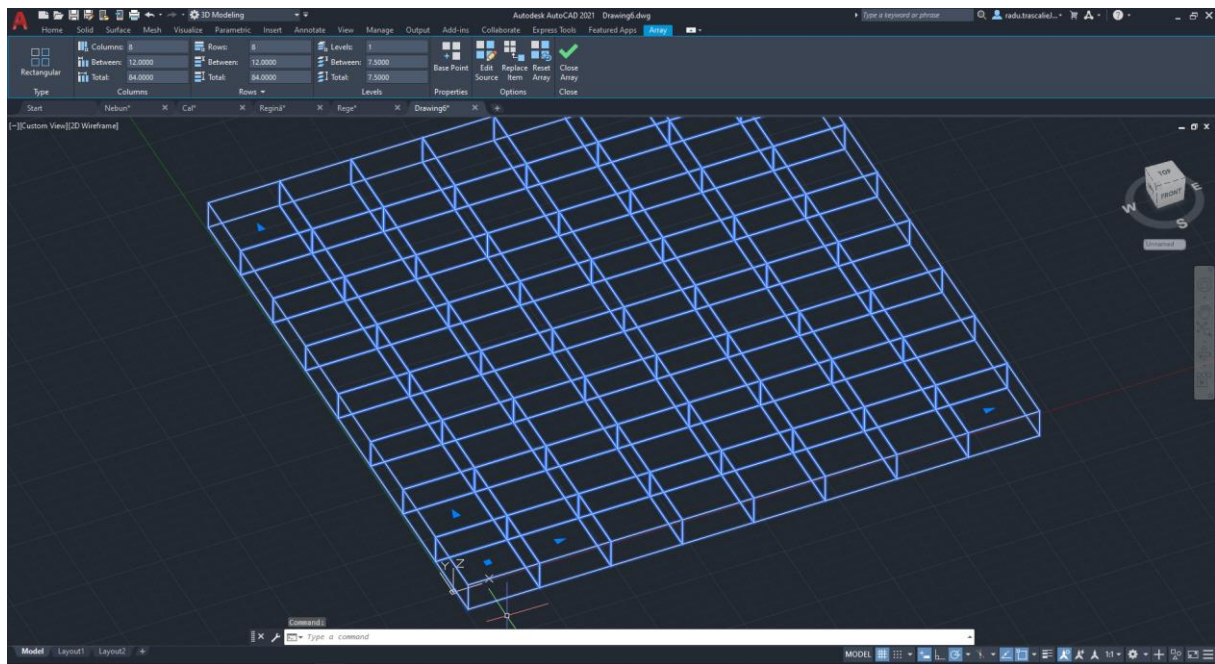 3D Modeling
Autodesk AutoCAD 2021 Drawing6.dwg
Type a keyword or phrase
radu.trascalieJ...
Home Solid Surface Mesh Visualize Parametric Insert Annotate View Manage Output Add-ins Collaborate Express Tools Featured Apps Array
Columns: 8 Rows: 8 Levels: 1
Between: 12.0000 Between: 12.0000 Between: 7.5000
Total: 84.0000 Total: 84.0000 Total: 7.5000
Rectangular
Base Point
Edit Source
Replace Item
Reset Array
Close Array
Type Columns Rows Levels Properties Options Close
Start Nebun* Cal* Regină* Rege* Drawing6*
[−][Custom View][2D Wireframe]
TOP
FRONT
W S E
Unnamed
Y Z
X
Command:
Type a command
Model Layout1 Layout2 +
MODEL 1:1